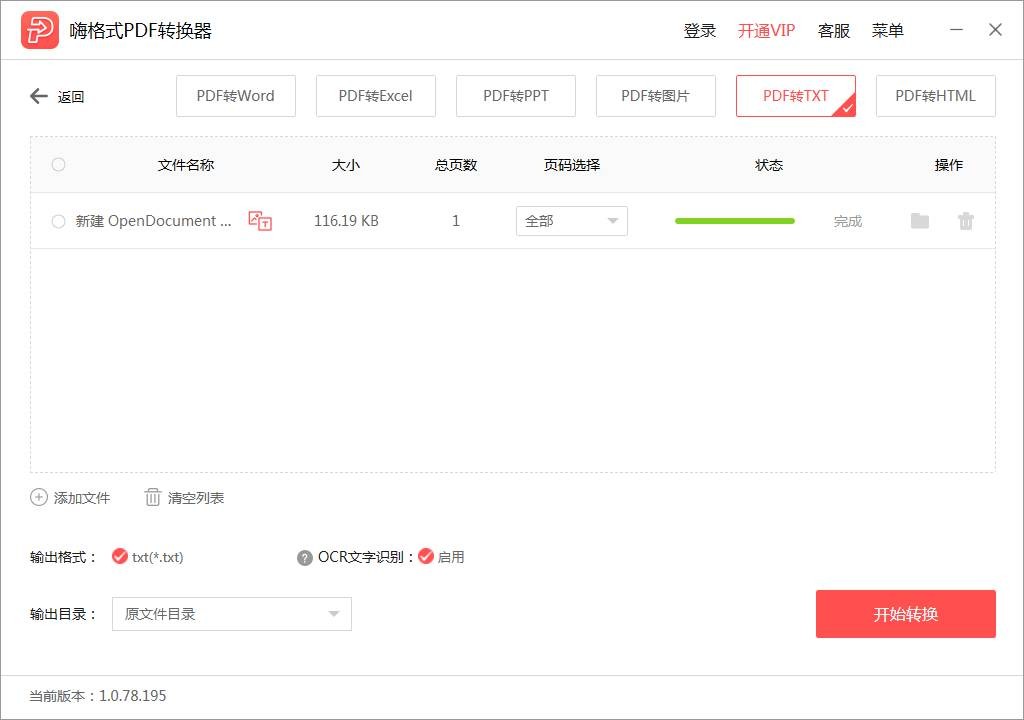 嗨格式PDF转换器 登录 开通VIP 客服 菜单
返回 PDF转Word PDF转Excel PDF转PPT PDF转图片 PDF转TXT PDF转HTML
文件名称 大小 总页数 页码选择 状态 操作
新建 OpenDocument ... 116.19 KB 1 全部 完成
添加文件 清空列表
输出格式： txt(*.txt) ? OCR文字识别： 启用
输出目录： 原文件目录 开始转换
当前版本：1.0.78.195